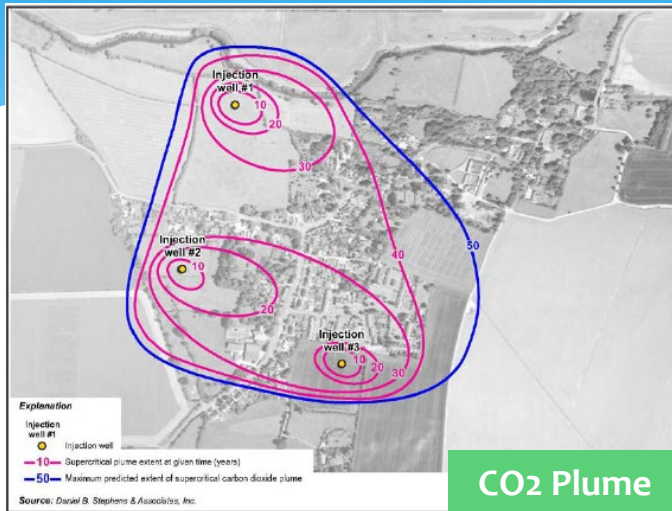 Injection
well #1
10
20
30
Injection
well #2
10
20
40
50
Injection
well #3
10
20
30
Explanation
Injection
well #1
Injection well
10 Supercritical plume extent at given time (years)
50 Maximum predicted extent of supercritical carbon dioxide plume
Source: Daniel B. Stephens & Associates, Inc.
CO2 Plume